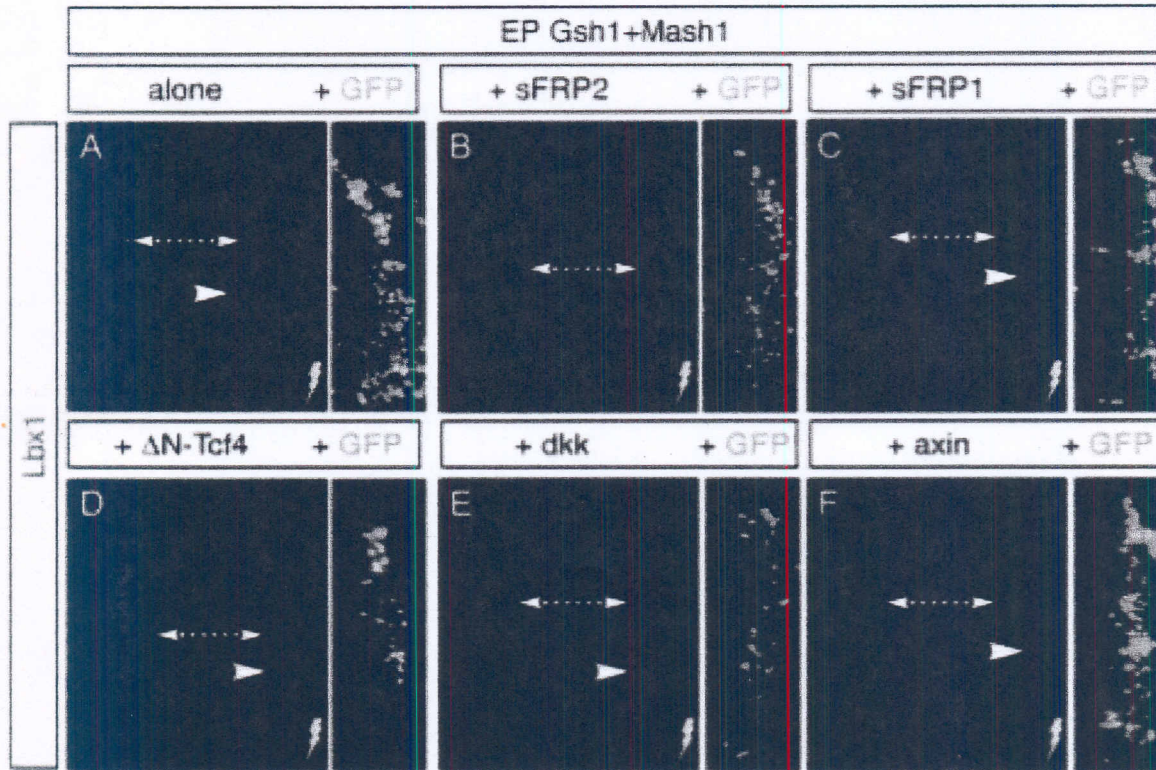 EP Gsh1+Mash1
alone + GFP
+ sFRP2 + GFP
+ sFRP1 + GFP
Lbx1
A
B
C
+ ΔN-Tcf4 + GFP
+ dkk + GFP
+ axin + GFP
D
E
F